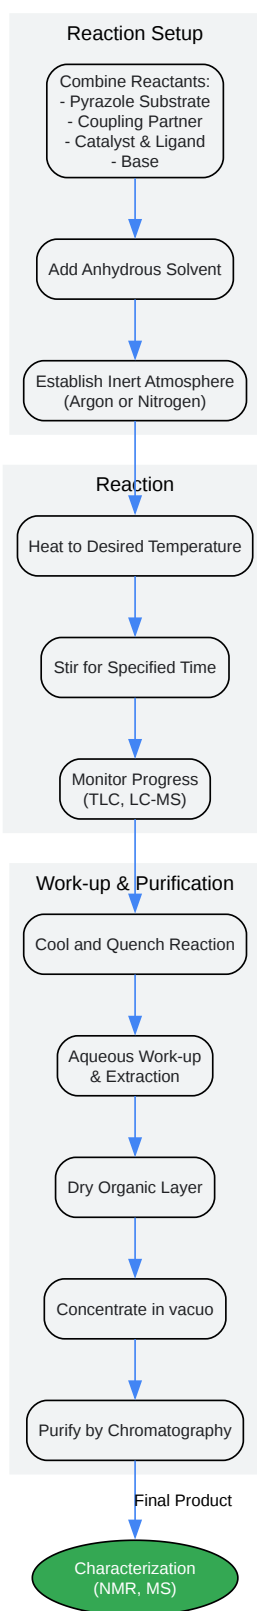 Reaction Setup
Combine Reactants:
- Pyrazole Substrate
- Coupling Partner
- Catalyst & Ligand
- Base
Add Anhydrous Solvent
Establish Inert Atmosphere
(Argon or Nitrogen)
Reaction
Heat to Desired Temperature
Stir for Specified Time
Monitor Progress
(TLC, LC-MS)
Work-up & Purification
Cool and Quench Reaction
Aqueous Work-up
& Extraction
Dry Organic Layer
Concentrate in vacuo
Purify by Chromatography
Final Product
Characterization
(NMR, MS)